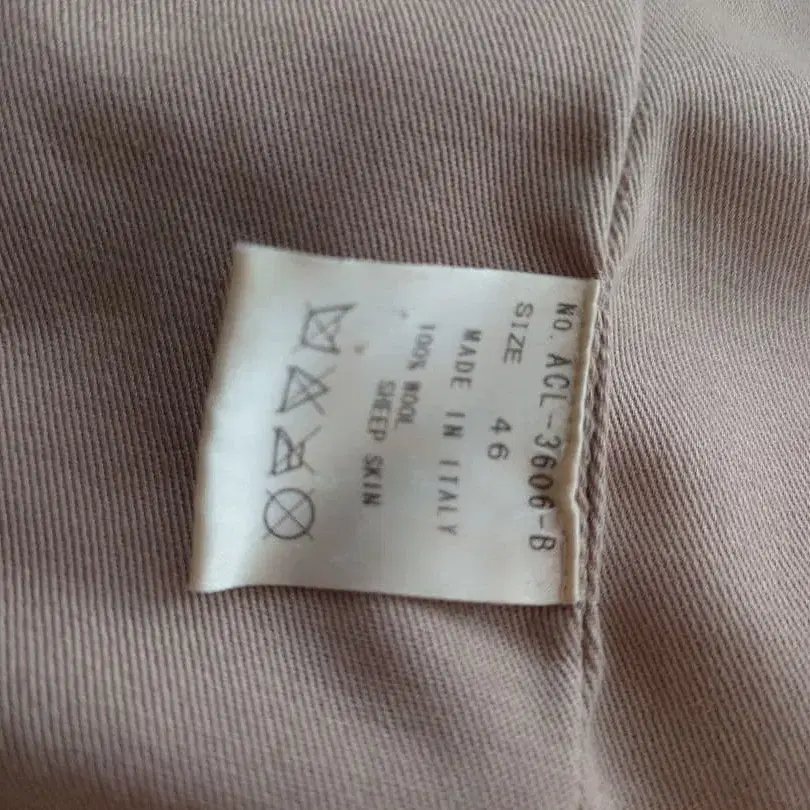 NO. ACL-3606-B
SIZE 46
MADE IN ITALY
100% WOOL
SHEEP SKIN